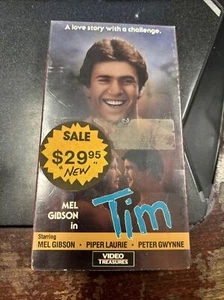 A love story with a challenge.
SALE
$29.95
"NEW"
MEL
GIBSON
in
Tim
Starring
MEL GIBSON • PIPER LAURIE • PETER GWYNNE
VIDEO
TREASURES